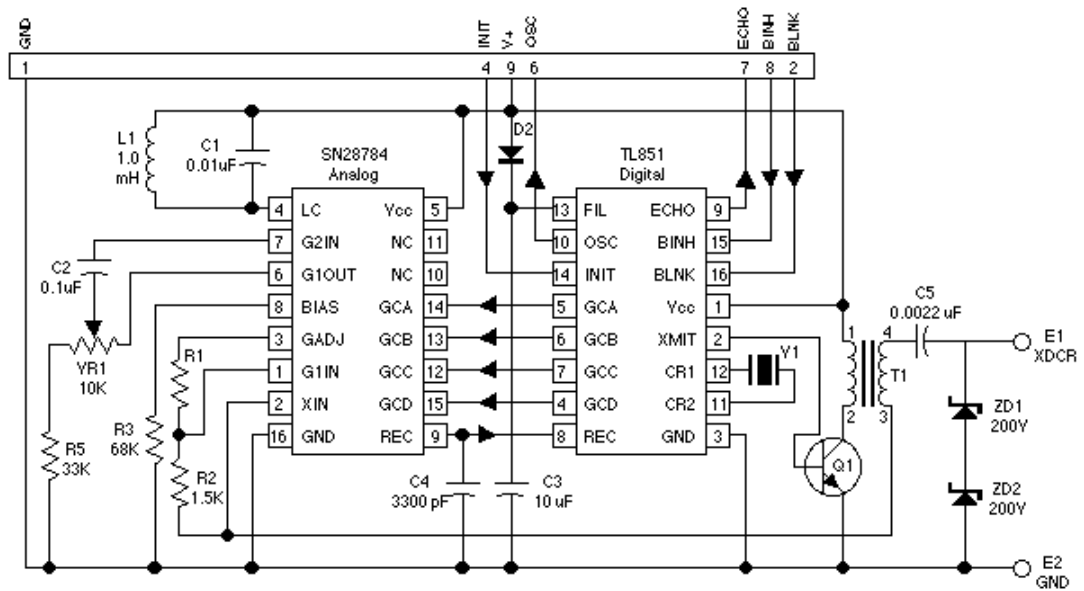 GND INIT V+ OSC ECHO BINH BLNK
1 4 9 6 7 8 2
D2
L1
1.0
mH
C1
0.01uF
SN28784
Analog
TL851
Digital
4 LC Vcc 5
7 G2IN NC 11
6 G1OUT NC 10
8 BIAS GCA 14
3 GADJ GCB 13
1 G1IN GCC 12
2 XIN GCD 15
16 GND REC 9
13 FIL ECHO 9
10 OSC BINH 15
14 INIT BLNK 16
5 GCA Vcc 1
6 GCB XMIT 2
7 GCC CR1 12
4 GCD CR2 11
8 REC GND 3
C2
0.1uF
YR1
10K
R1
R3
68K
R5
33K
R2
1.5K
C4
3300 pF
C3
10 uF
Y1
Q1
1 4
T1
2 3
C5
0.0022 uF
E1
XDCR
ZD1
200V
ZD2
200V
E2
GND